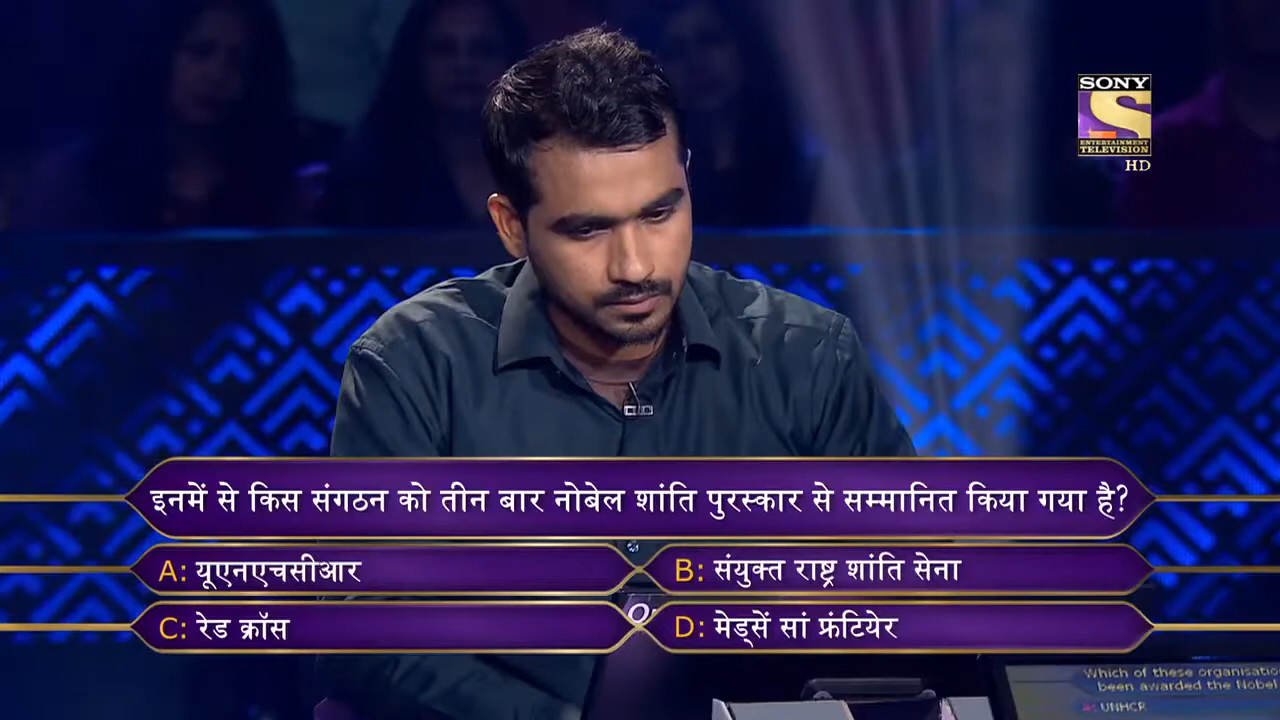 SONY
S
ENTERTAINMENT
TELEVISION
HD
इनमें से किस संगठन को तीन बार नोबेल शांति पुरस्कार से सम्मानित किया गया है?
A: यूएनएचसीआर
B: संयुक्त राष्ट्र शांति सेना
C: रेड क्रॉस
D: मेड्सें सां फ्रंटियेर
Which of these organisatio
been awarded the Nobel
UNHCR